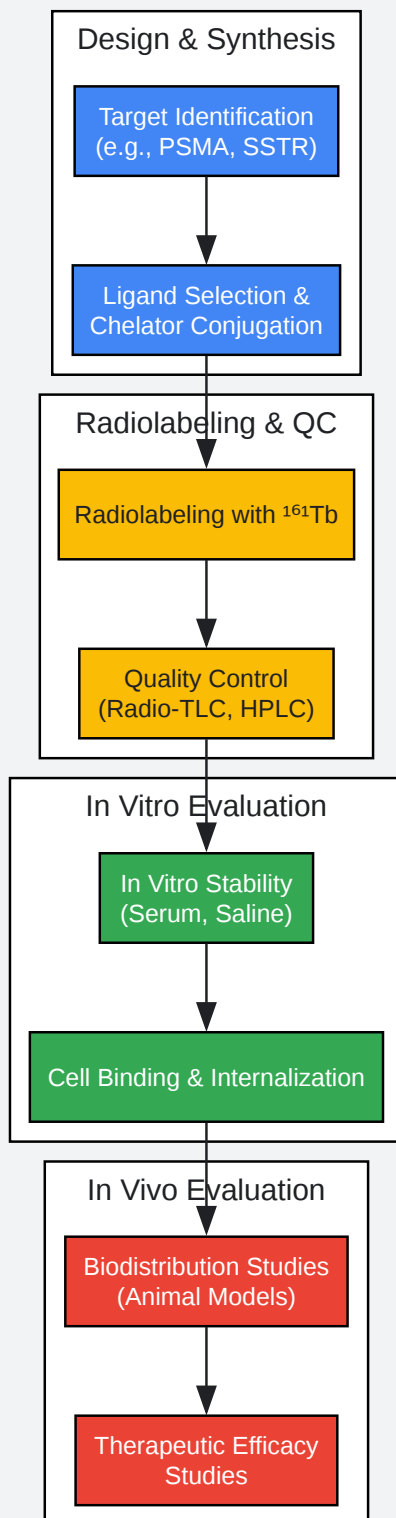 Design & Synthesis
Target Identification
(e.g., PSMA, SSTR)
Ligand Selection &
Chelator Conjugation
Radiolabeling & QC
Radiolabeling with ¹⁶¹Tb
Quality Control
(Radio-TLC, HPLC)
In Vitro Evaluation
In Vitro Stability
(Serum, Saline)
Cell Binding & Internalization
In Vivo Evaluation
Biodistribution Studies
(Animal Models)
Therapeutic Efficacy
Studies